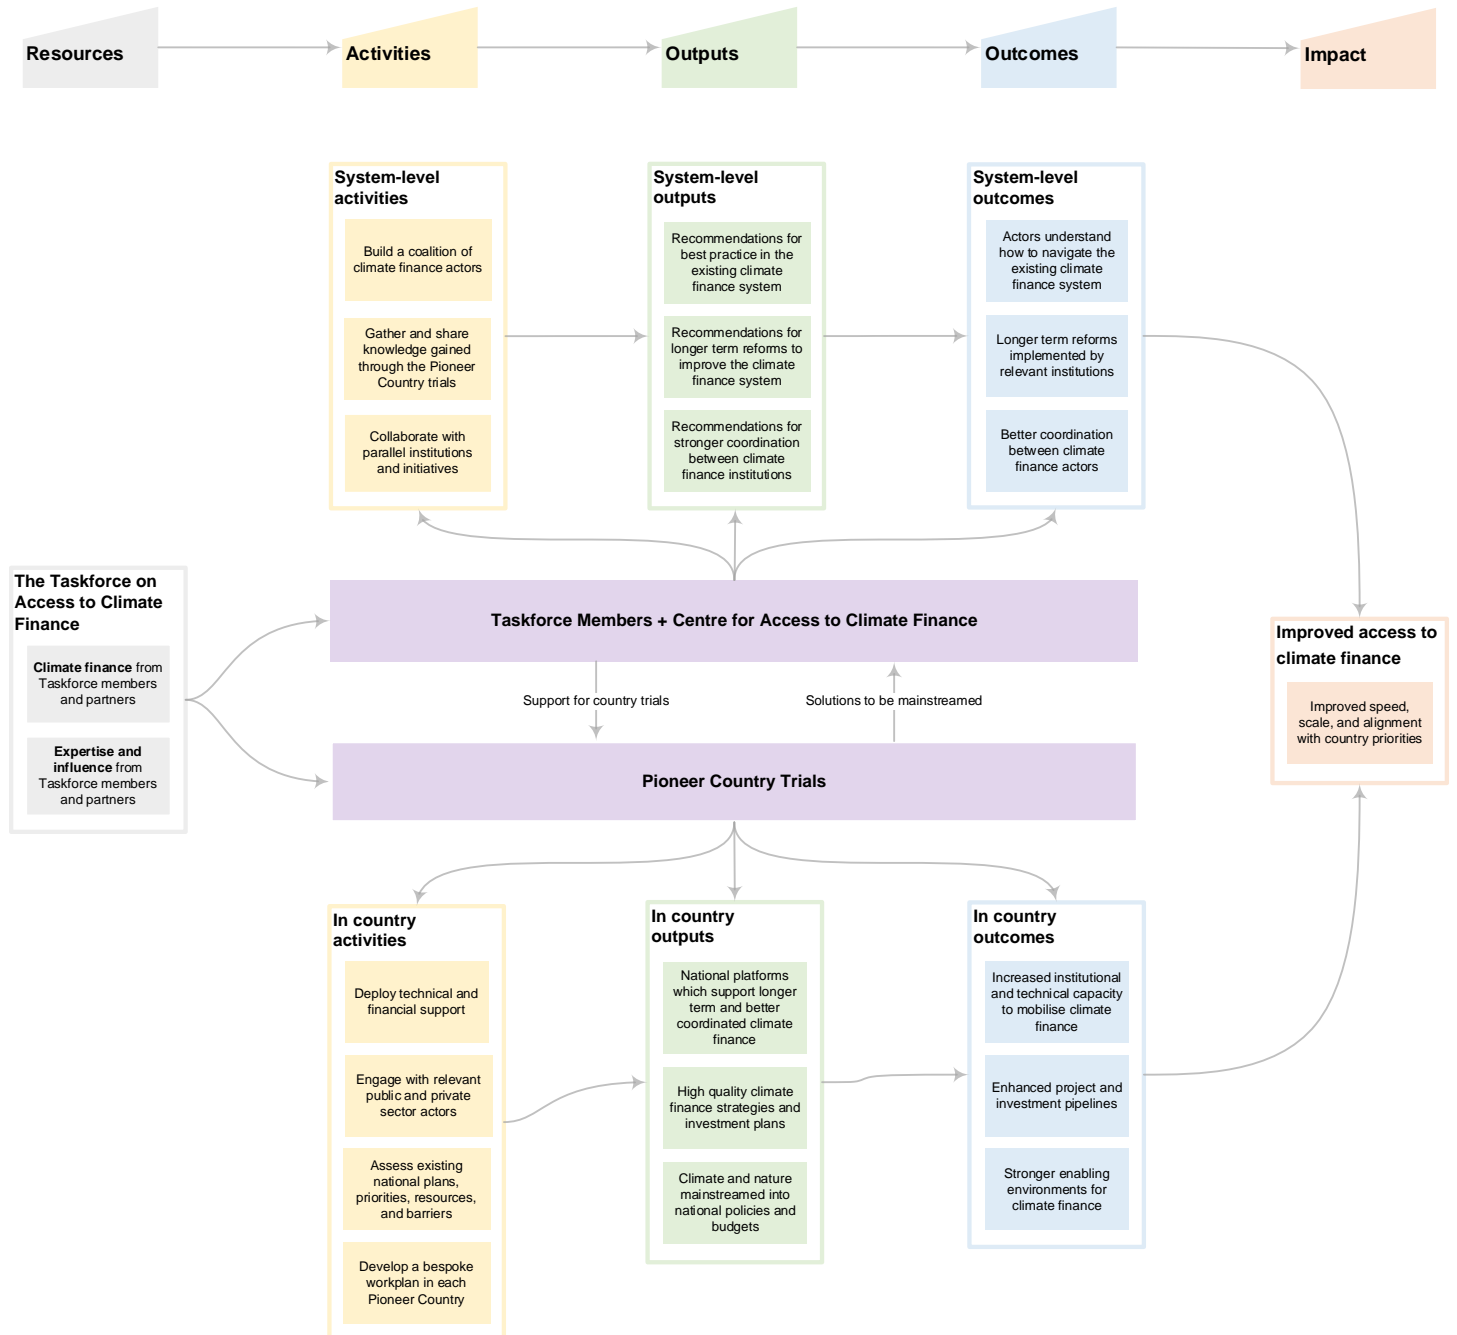 Resources
Activities
Outputs
Outcomes
Impact
System-level
activities
Build a coalition of
climate finance actors
Gather and share
knowledge gained
through the Pioneer
Country trials
Collaborate with
parallel institutions
and initiatives
System-level
outputs
Recommendations for
best practice in the
existing climate
finance system
Recommendations for
longer term reforms to
improve the climate
finance system
Recommendations for
stronger coordination
between climate
finance institutions
System-level
outcomes
Actors understand
how to navigate the
existing climate
finance system
Longer term reforms
implemented by
relevant institutions
Better coordination
between climate
finance actors
The Taskforce on
Access to Climate
Finance
Climate finance from
Taskforce members
and partners
Expertise and
influence from
Taskforce members
and partners
Taskforce Members + Centre for Access to Climate Finance
Support for country trials
Solutions to be mainstreamed
Pioneer Country Trials
Improved access to
climate finance
Improved speed,
scale, and alignment
with country priorities
In country
activities
Deploy technical and
financial support
Engage with relevant
public and private
sector actors
Assess existing
national plans,
priorities, resources,
and barriers
Develop a bespoke
workplan in each
Pioneer Country
In country
outputs
National platforms
which support longer
term and better
coordinated climate
finance
High quality climate
finance strategies and
investment plans
Climate and nature
mainstreamed into
national policies and
budgets
In country
outcomes
Increased institutional
and technical capacity
to mobilise climate
finance
Enhanced project and
investment pipelines
Stronger enabling
environments for
climate finance